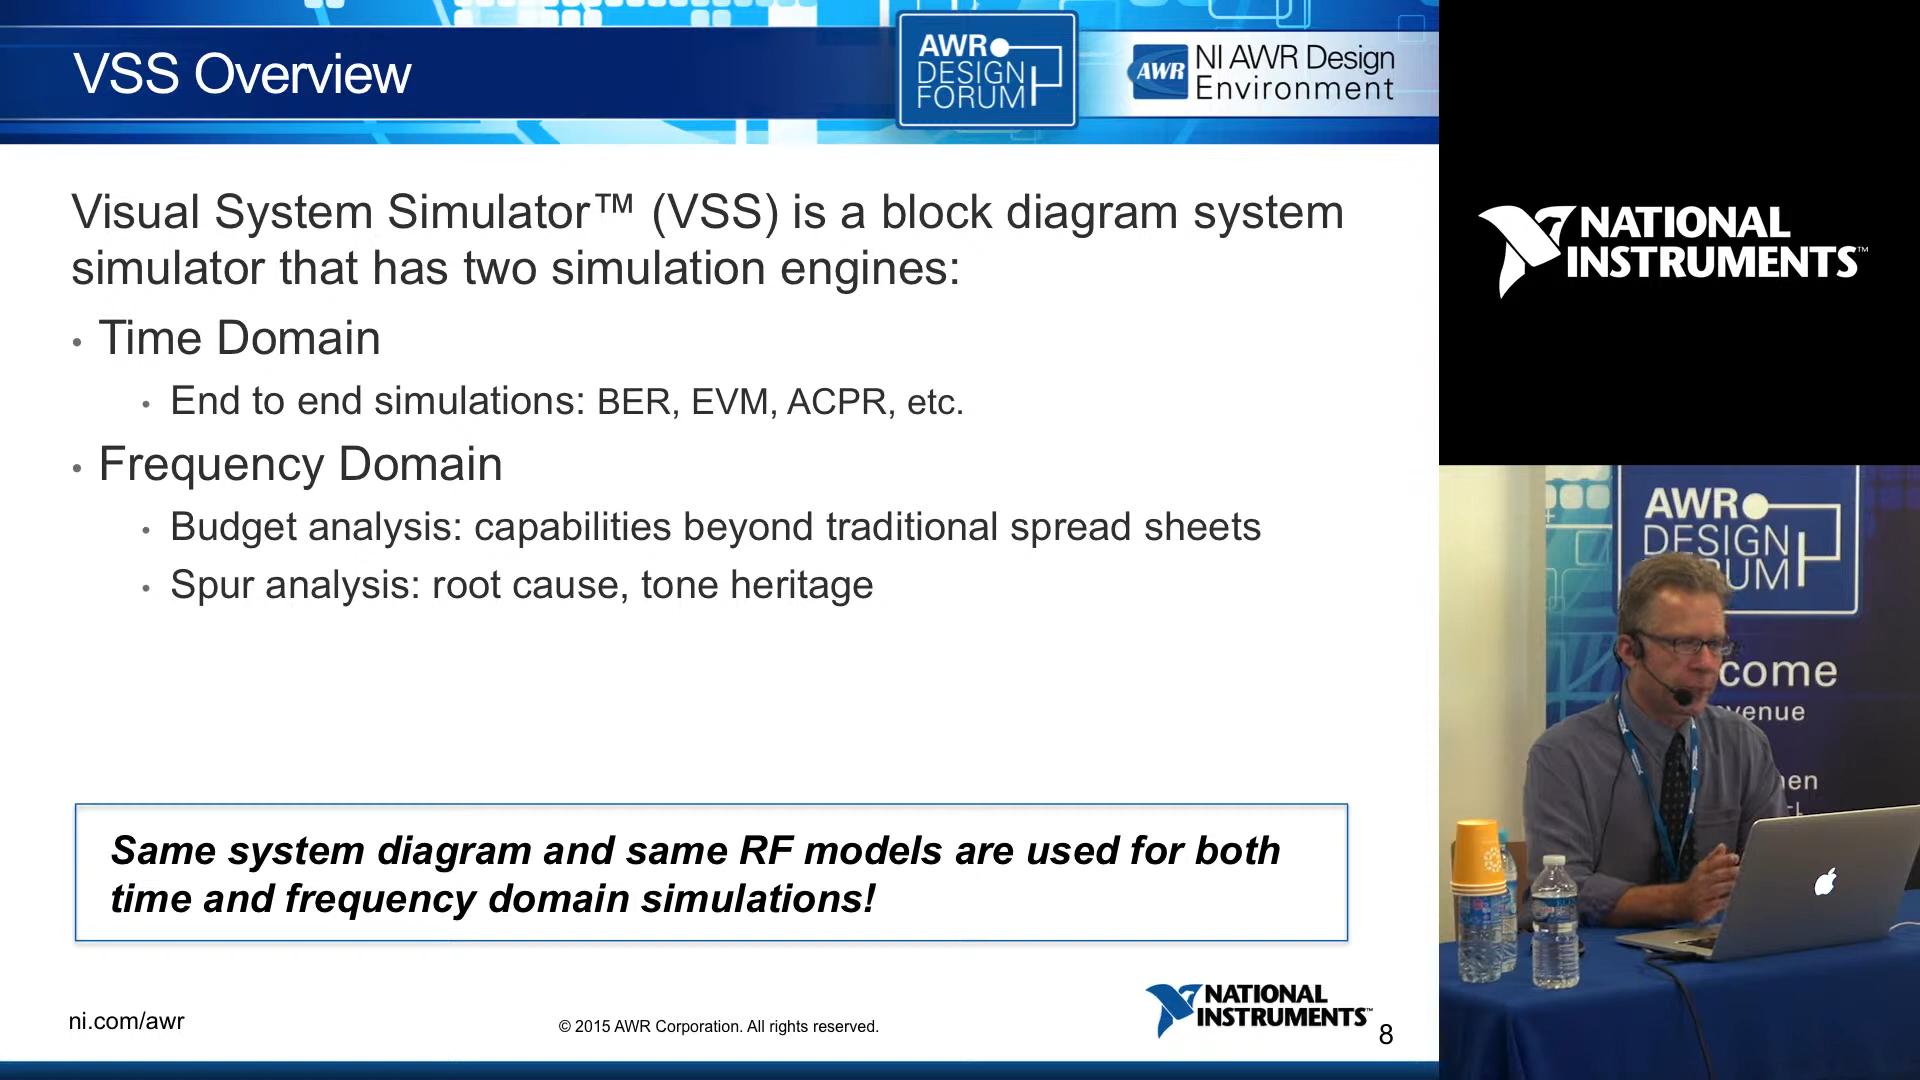 VSS Overview
AWR
DESIGN
FORUM
AWR
NI AWR Design
Environment
Visual System Simulator™ (VSS) is a block diagram system
simulator that has two simulation engines:
• Time Domain
• End to end simulations: BER, EVM, ACPR, etc.
• Frequency Domain
• Budget analysis: capabilities beyond traditional spread sheets
• Spur analysis: root cause, tone heritage
Same system diagram and same RF models are used for both
time and frequency domain simulations!
ni.com/awr
© 2015 AWR Corporation. All rights reserved.
NATIONAL
INSTRUMENTS™
8
NATIONAL
INSTRUMENTS™
AWR
DESIGN
UM
come
venue